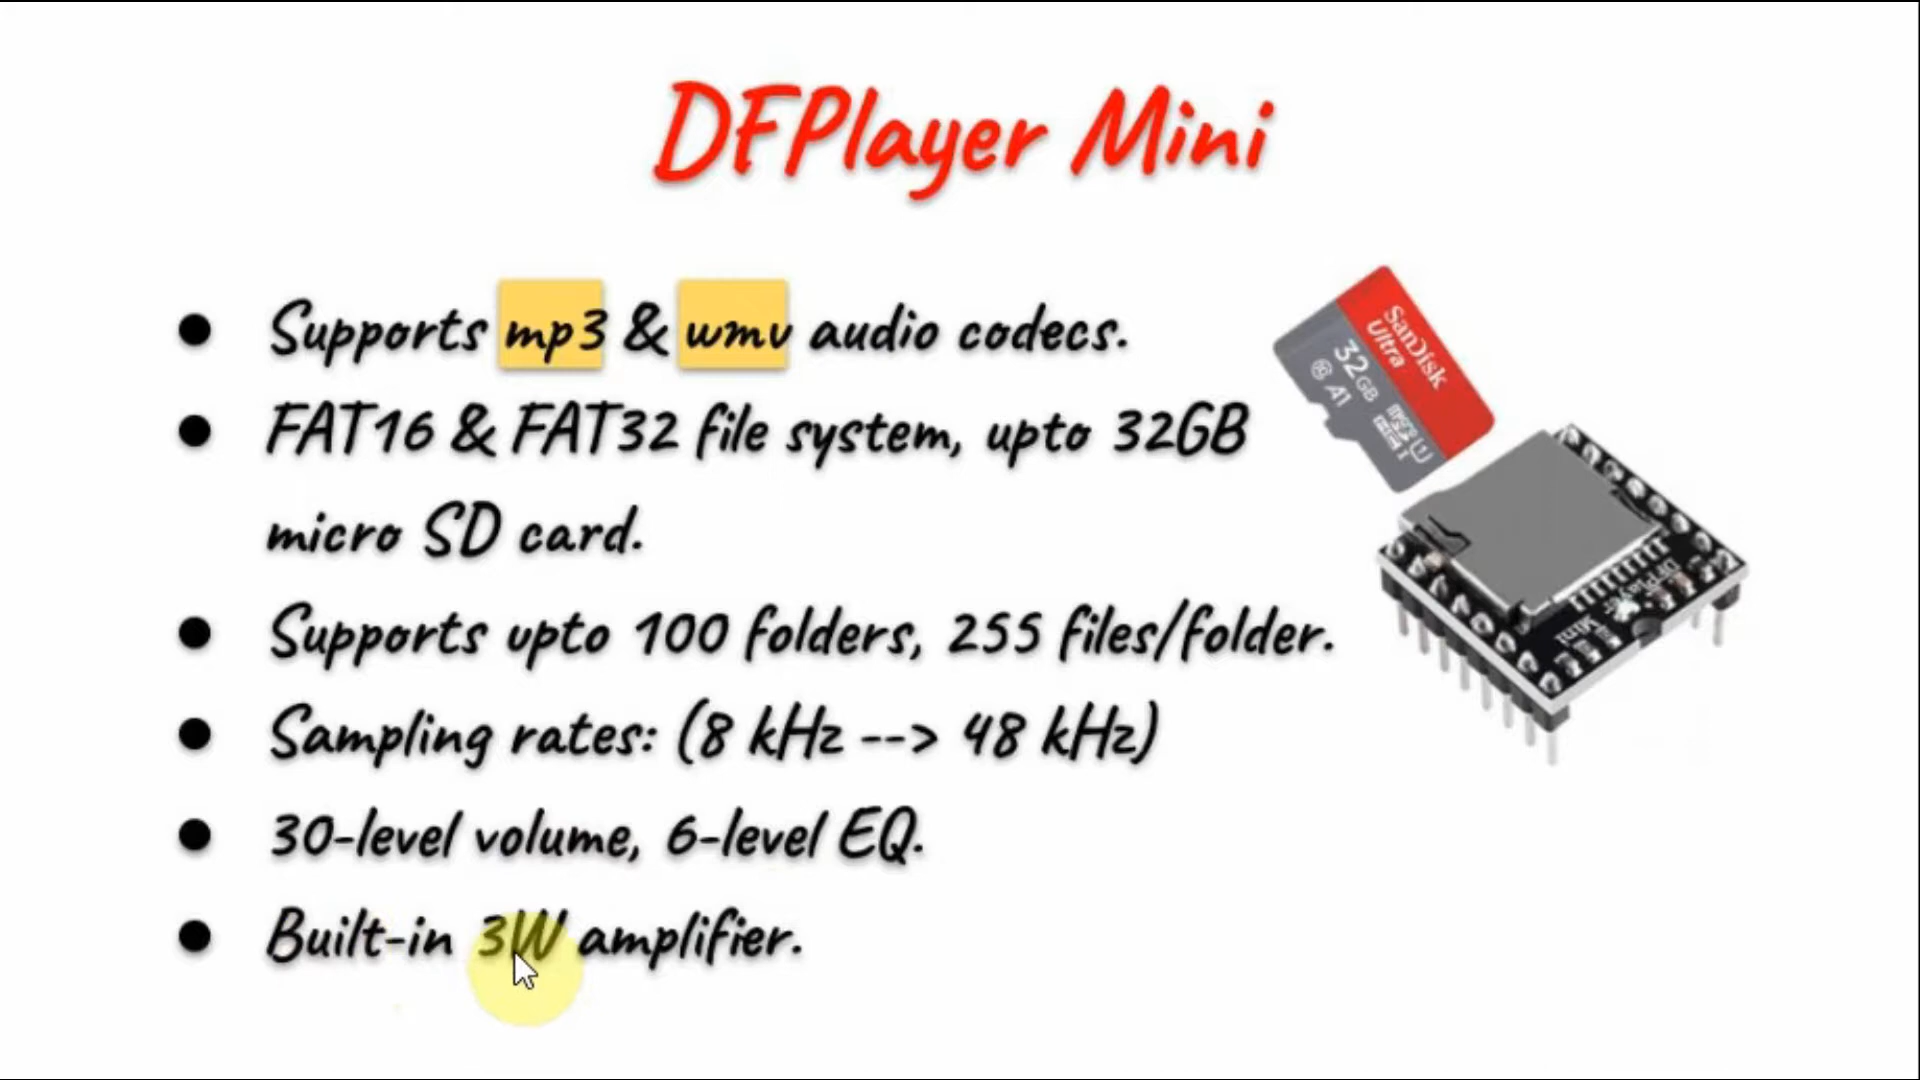 DFPlayer Mini
Supports mp3 & wmv audio codecs.
FAT16 & FAT32 file system, upto 32GB
micro SD card.
Supports upto 100 folders, 255 files/folder.
Sampling rates: (8 kHz --> 48 kHz)
30-level volume, 6-level EQ.
Built-in 3W amplifier.
SanDisk
Ultra
32GB
A1
DFPlayer
Mini